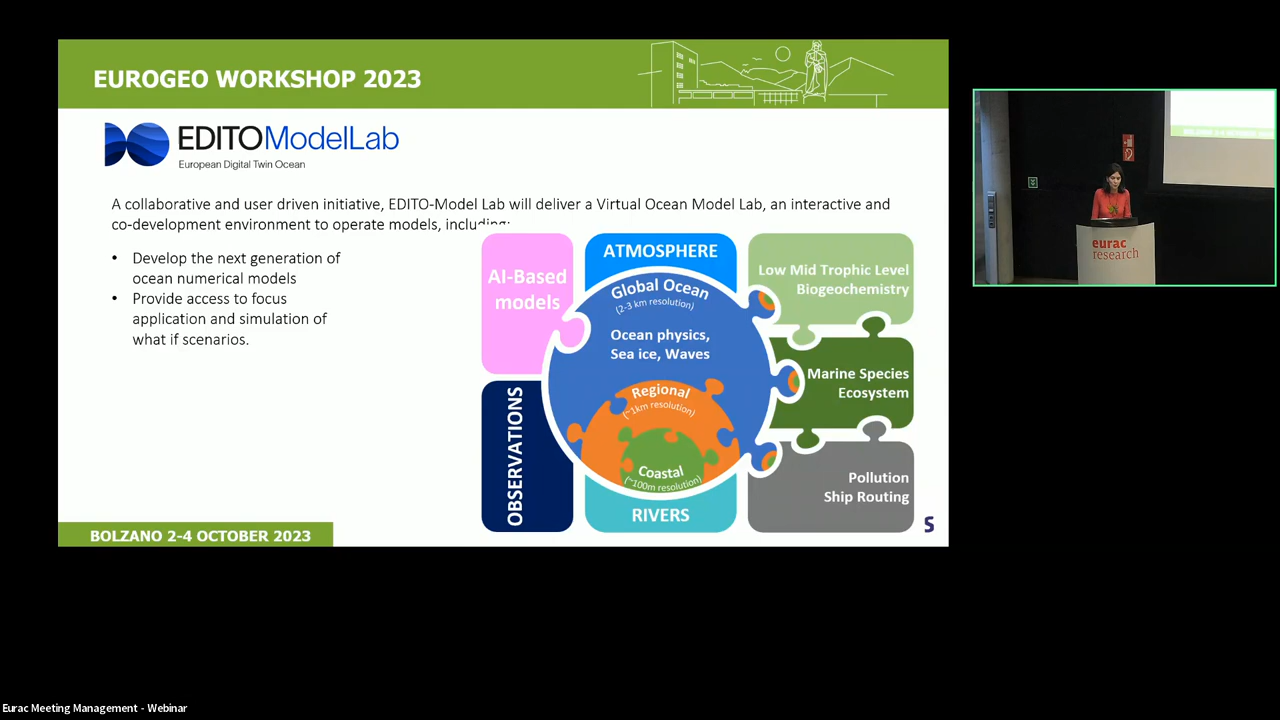 EUROGEO WORKSHOP 2023
EDITOModelLab
European Digital Twin Ocean
A collaborative and user driven initiative, EDITO-Model Lab will deliver a Virtual Ocean Model Lab, an interactive and
co-development environment to operate models, including:
• Develop the next generation of
ocean numerical models
• Provide access to focus
application and simulation of
what if scenarios.
AI-Based
models
ATMOSPHERE
Low Mid Trophic Level
Biogeochemistry
Global Ocean
(2-3 km resolution)
Ocean physics,
Sea ice, Waves
Marine Species
Ecosystem
OBSERVATIONS
Regional
(~1km resolution)
Coastal
(~100m resolution)
Pollution
Ship Routing
RIVERS
S
BOLZANO 2-4 OCTOBER 2023
eurac
research
BOLZANO 2-4 OCTOBER
Eurac Meeting Management - Webinar